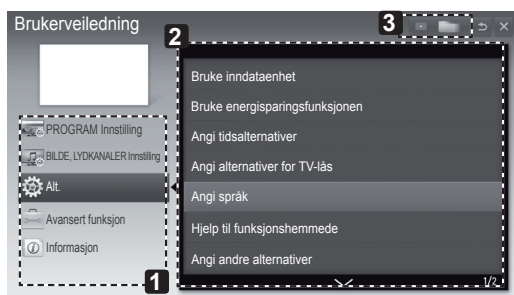 Brukerveiledning
2
3
PROGRAM Innstilling
BILDE, LYDKANALER Innstilling
Alt.
Avansert funksjon
Informasjon
1
Bruke inndataenhet
Bruke energisparingsfunksjonen
Angi tidsalternativer
Angi alternativer for TV-lås
Angi språk
Hjelp til funksjonshemmede
Angi andre alternativer
1/2